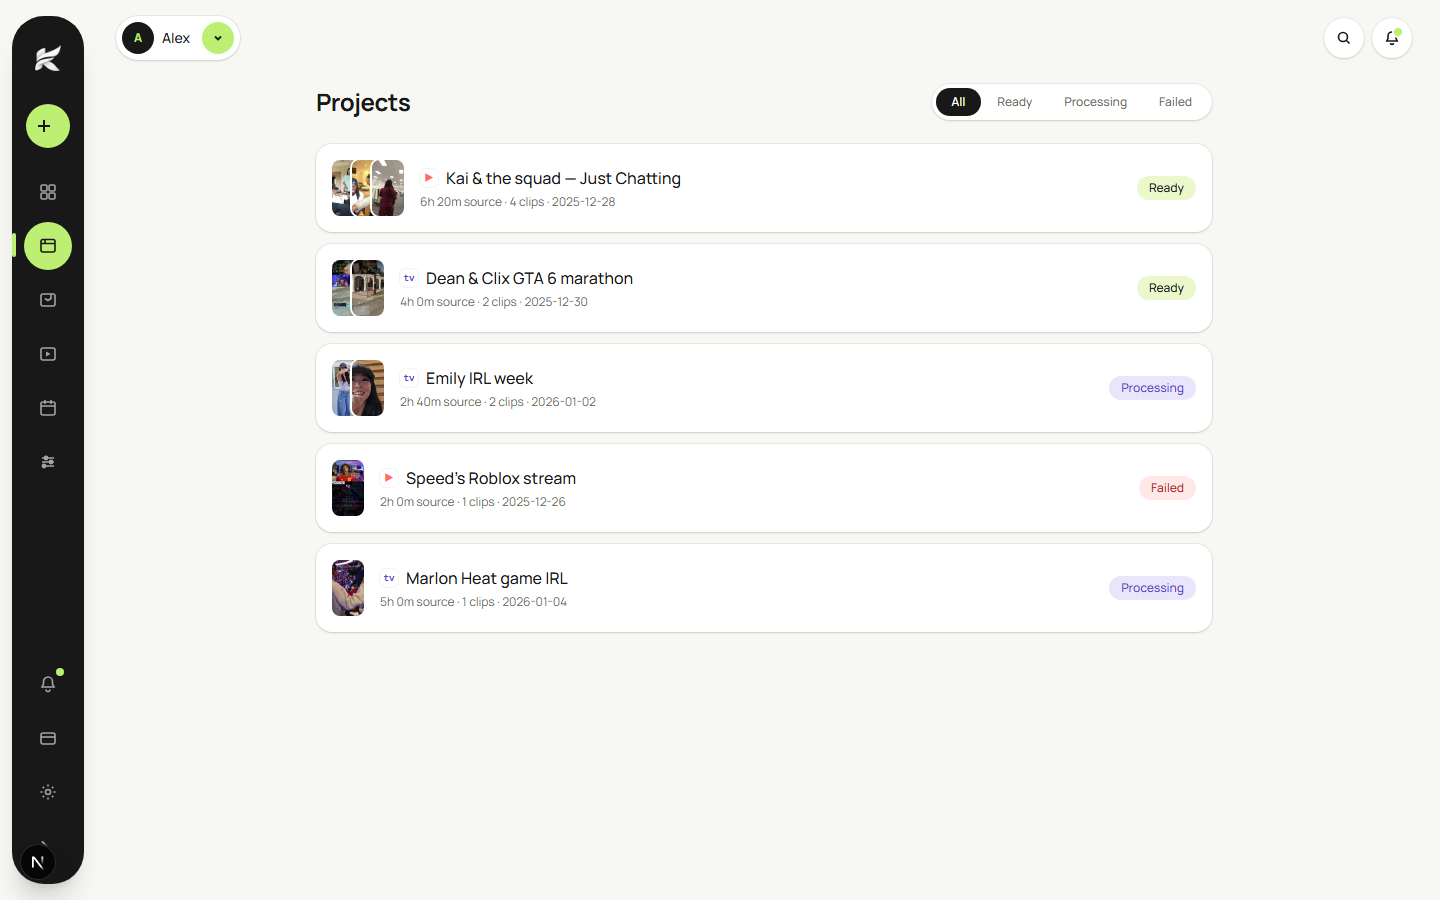 A Alex
Projects
All Ready Processing Failed
Kai & the squad — Just Chatting
6h 20m source · 4 clips · 2025-12-28
Ready
tv Dean & Clix GTA 6 marathon
4h 0m source · 2 clips · 2025-12-30
Ready
tv Emily IRL week
2h 40m source · 2 clips · 2026-01-02
Processing
Speed's Roblox stream
2h 0m source · 1 clips · 2025-12-26
Failed
tv Marlon Heat game IRL
5h 0m source · 1 clips · 2026-01-04
Processing
N